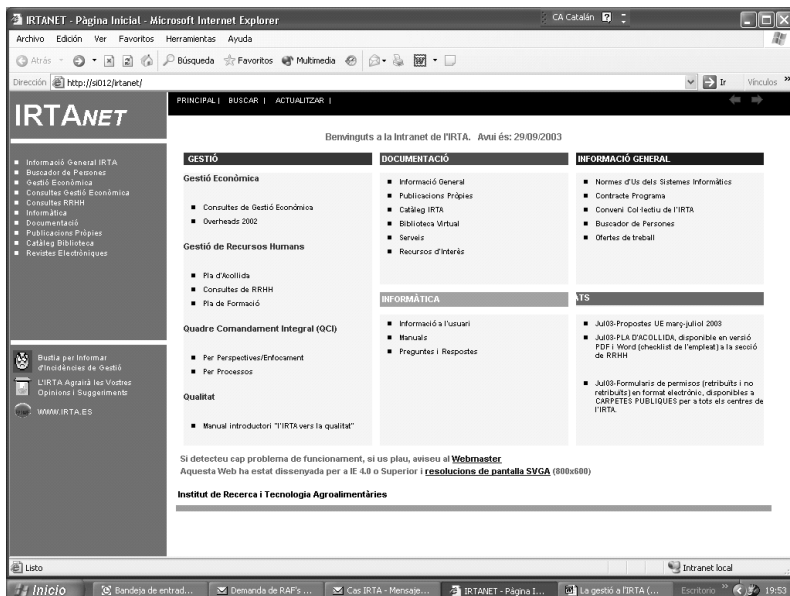 IRTANET - Pàgina Inicial - Microsoft Internet Explorer
CA Catalán
Archivo Edición Ver Favoritos Herramientas Ayuda
Atrás Búsqueda Favoritos Multimedia
Dirección http://si012/irtanet/ Ir Vínculos »
IRTANET
PRINCIPAL | BUSCAR | ACTUALITZAR |
Benvinguts a la Intranet de l'IRTA. Avui és: 29/09/2003
Informació General IRTA
Buscador de Persones
Gestió Econòmica
Consultes Gestió Econòmica
Consultes RRHH
Informàtica
Documentació
Publicacions Pròpies
Catàleg Biblioteca
Revistes Electròniques
Bustia per Informar
d'Incidències de Gestió
L'IRTA Agrairà les Vostres
Opinions i Suggeriments
WWW.IRTA.ES
GESTIÓ
Gestió Econòmica
Consultes de Gestió Econòmica
Overheads 2002
Gestió de Recursos Humans
Pla d'Acollida
Consultes de RRHH
Pla de Formació
Quadre Comandament Integral (QCI)
Per Perspectives/Enfocament
Per Processos
Qualitat
Manual introductori "l'IRTA vers la qualitat"
DOCUMENTACIÓ
Informació General
Publicacions Pròpies
Catàleg IRTA
Biblioteca Virtual
Serveis
Recursos d'Interès
INFORMÀTICA
Informació a l'usuari
Manuals
Preguntes i Respostes
INFORMACIÓ GENERAL
Normes d'Us dels Sistemes Informàtics
Contracte Programa
Conveni Col·lectiu de l'IRTA
Buscador de Persones
Ofertes de treball
ATS
Jul03-Propostes UE març-juliol 2003
Jul03-PLA D'ACOLLIDA, disponible en versió
PDF i Word (checklist de l'empleat) a la secció
de RRHH
Jul03-Formularis de permisos (retribuïts i no
retribuïts) en format electrònic, disponibles a
CARPETES PUBLIQUES per a tots els centres de
l'IRTA.
Si detecteu cap problema de funcionament, si us plau, aviseu al Webmaster
Aquesta Web ha estat dissenyada per a IE 4.0 o Superior i resolucions de pantalla SVGA (800x600)
Institut de Recerca i Tecnologia Agroalimentàries
Listo Intranet local
Inicio Bandeja de entrad... Demanda de RAF's ... Cas IRTA - Mensaje... IRTANET - Pàgina I... La gestió a l'IRTA (... Escritorio » 19:53